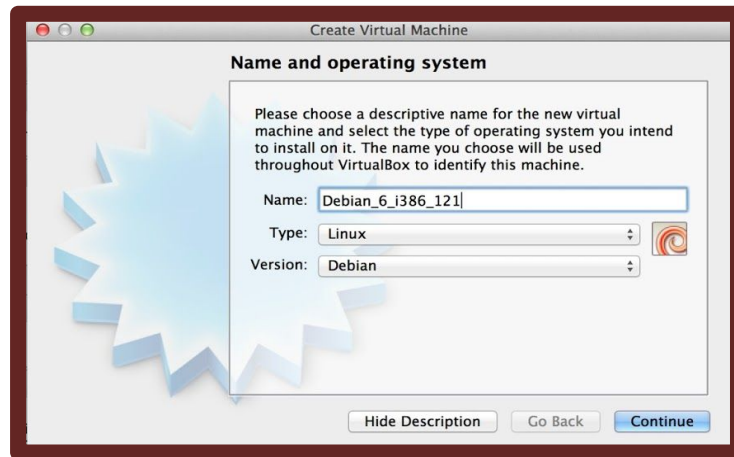 Create Virtual Machine
Name and operating system
Please choose a descriptive name for the new virtual
machine and select the type of operating system you intend
to install on it. The name you choose will be used
throughout VirtualBox to identify this machine.
Name: Debian_6_i386_121
Type: Linux
Version: Debian
Hide Description Go Back Continue